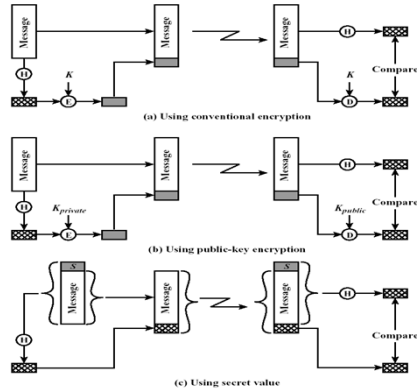 Message
Message
Message
H
H
K
K
E
D
Compare
(a) Using conventional encryption
Message
Message
Message
H
H
Kprivate
Kpublic
E
D
Compare
(b) Using public-key encryption
S
S
Message
Message
Message
H
H
Compare
(c) Using secret value